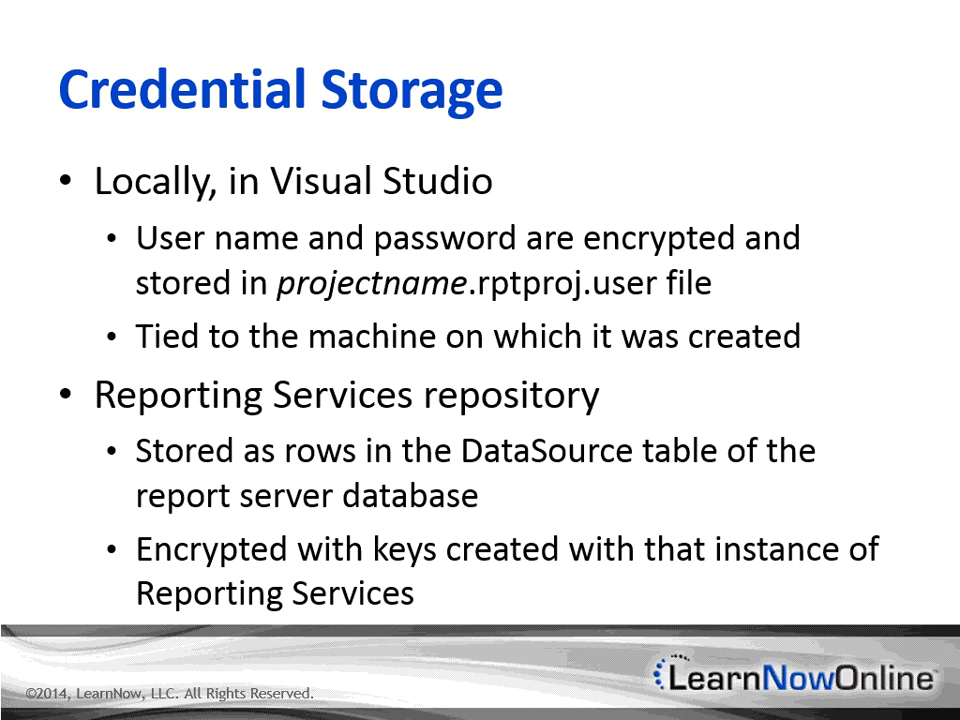 Credential Storage
• Locally, in Visual Studio
• User name and password are encrypted and
stored in projectname.rptproj.user file
• Tied to the machine on which it was created
• Reporting Services repository
• Stored as rows in the DataSource table of the
report server database
• Encrypted with keys created with that instance of
Reporting Services
©2014, LearnNow, LLC. All Rights Reserved.
LearnNowOnline